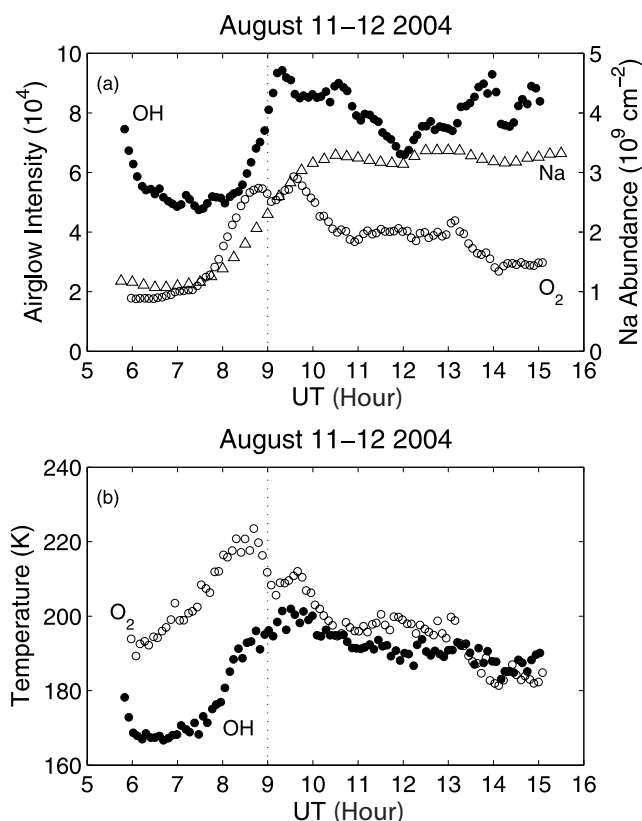 August 11–12 2004
(a)
OH
Na
O2
Airglow Intensity (10^4)
Na Abundance (10^9 cm^-2)
10
8
6
4
2
0
5
4
3
2
1
0
5 6 7 8 9 10 11 12 13 14 15 16
UT (Hour)
August 11–12 2004
(b)
O2
OH
Temperature (K)
240
220
200
180
160
5 6 7 8 9 10 11 12 13 14 15 16
UT (Hour)